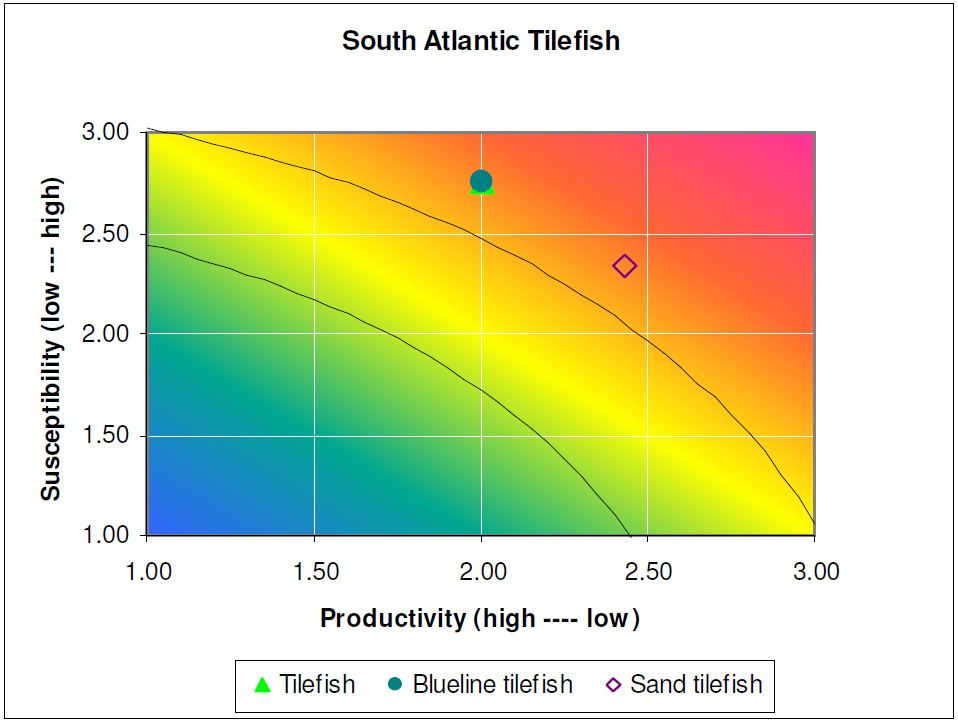 South Atlantic Tilefish
3.00
2.50
2.00
1.50
1.00
Susceptibility (low --- high)
1.00 1.50 2.00 2.50 3.00
Productivity (high ---- low)
Tilefish Blueline tilefish Sand tilefish